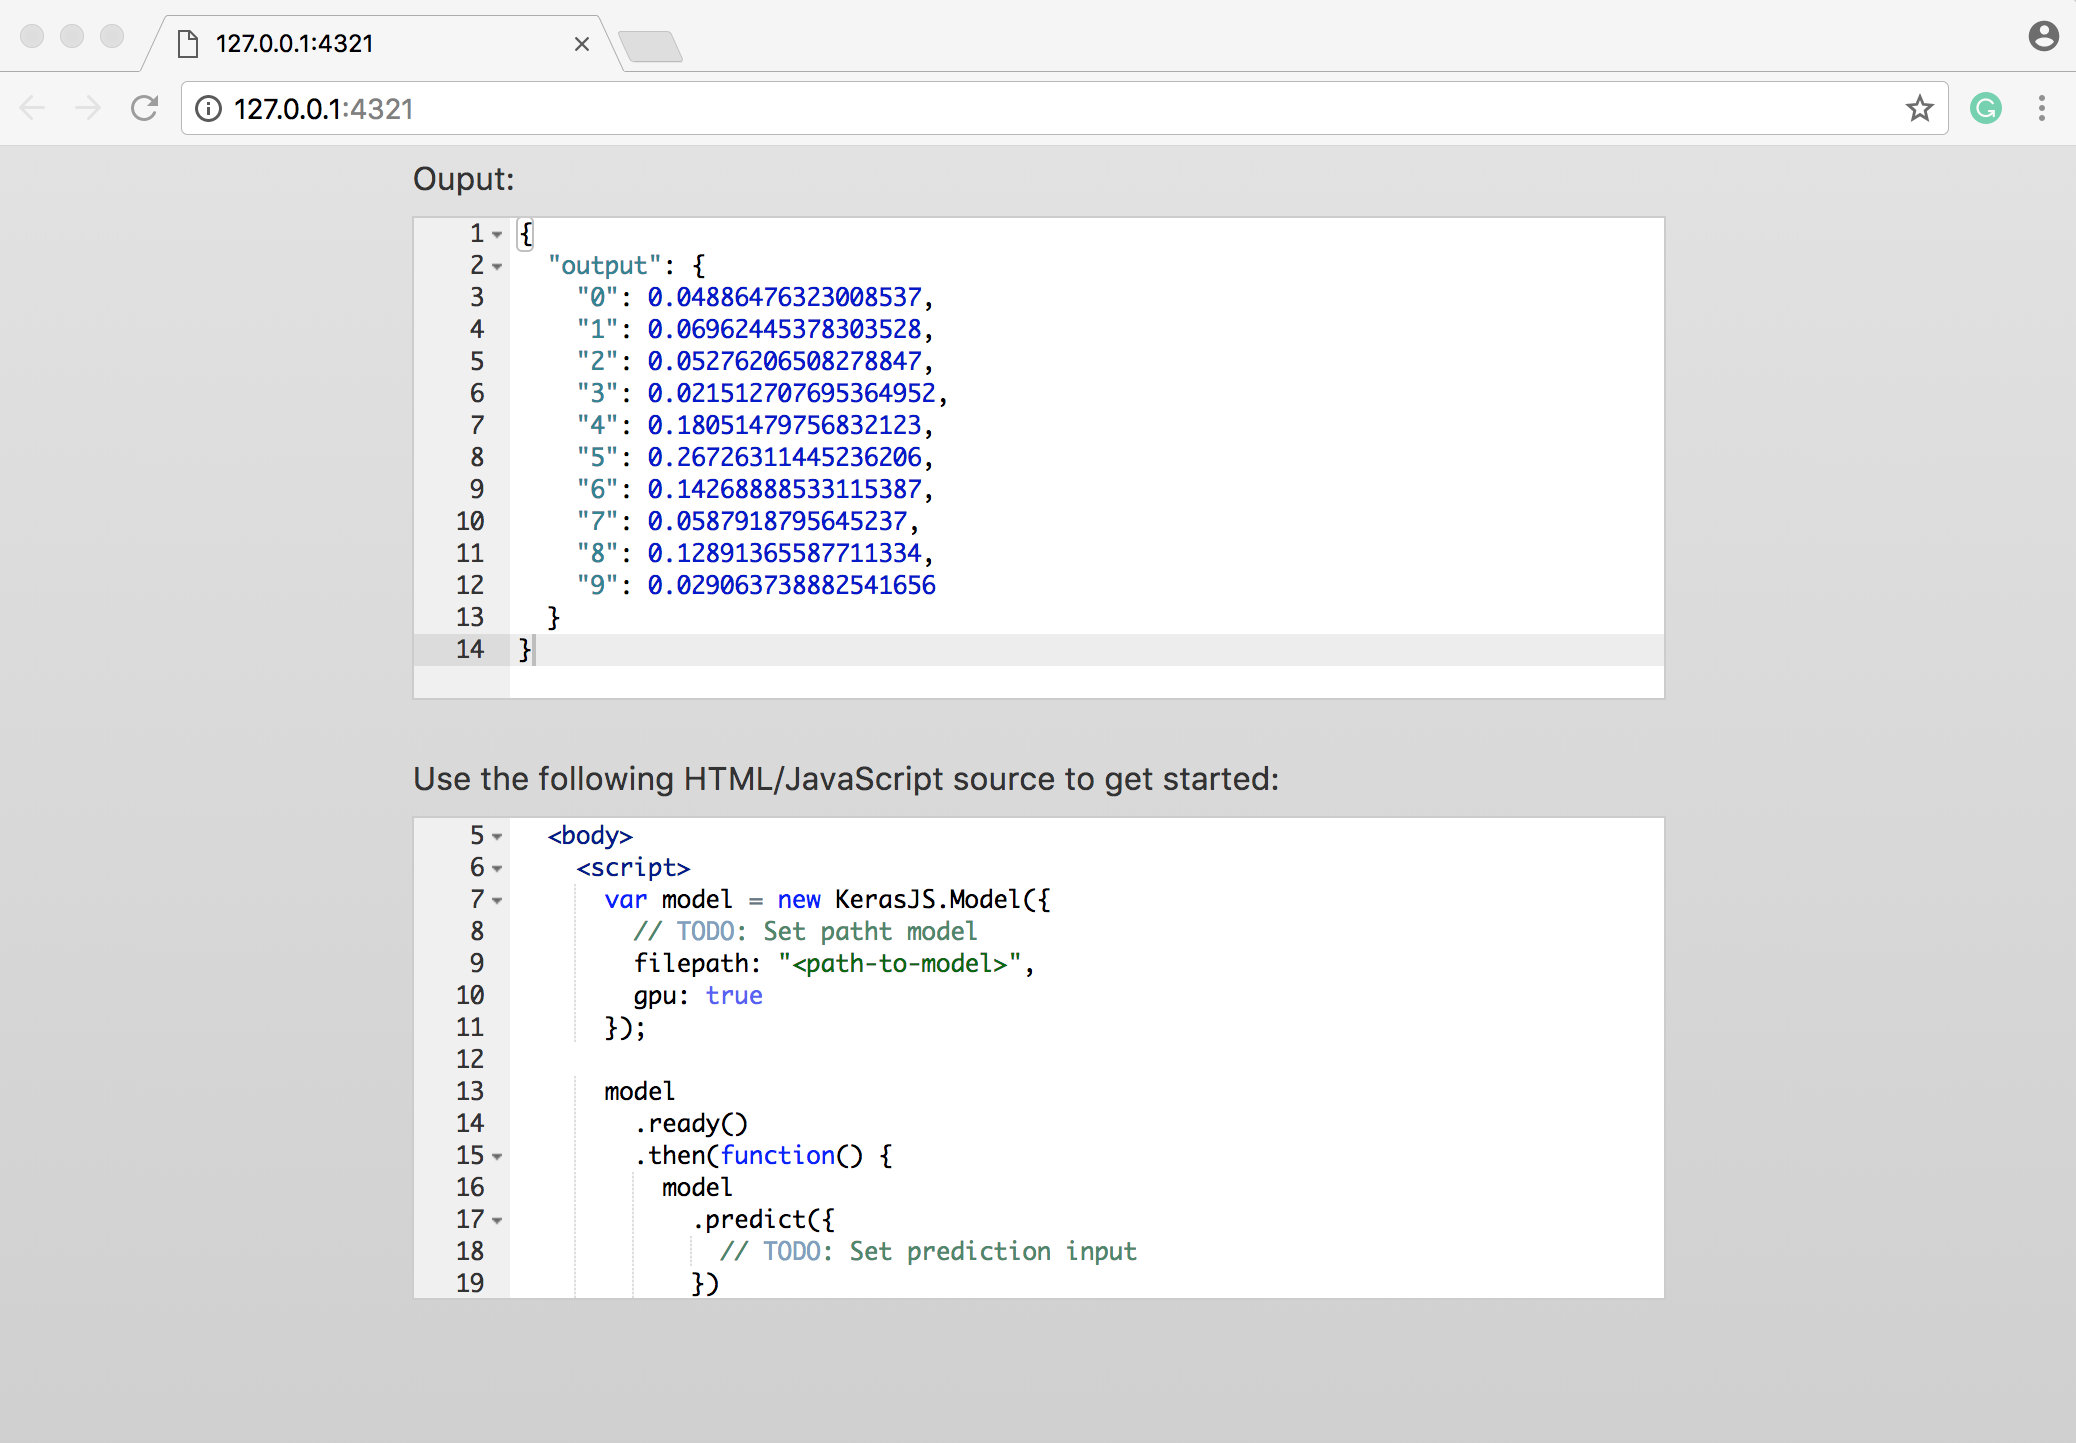 127.0.0.1:4321
127.0.0.1:4321
Ouput:
1 {
2 "output": {
3 "0": 0.04886476323008537,
4 "1": 0.06962445378303528,
5 "2": 0.05276206508278847,
6 "3": 0.021512707695364952,
7 "4": 0.18051479756832123,
8 "5": 0.26726311445236206,
9 "6": 0.14268888533115387,
10 "7": 0.0587918795645237,
11 "8": 0.12891365587711334,
12 "9": 0.029063738882541656
13 }
14 }
Use the following HTML/JavaScript source to get started:
5 <body>
6 <script>
7 var model = new KerasJS.Model({
8 // TODO: Set patht model
9 filepath: "<path-to-model>",
10 gpu: true
11 });
12
13 model
14 .ready()
15 .then(function() {
16 model
17 .predict({
18 // TODO: Set prediction input
19 })